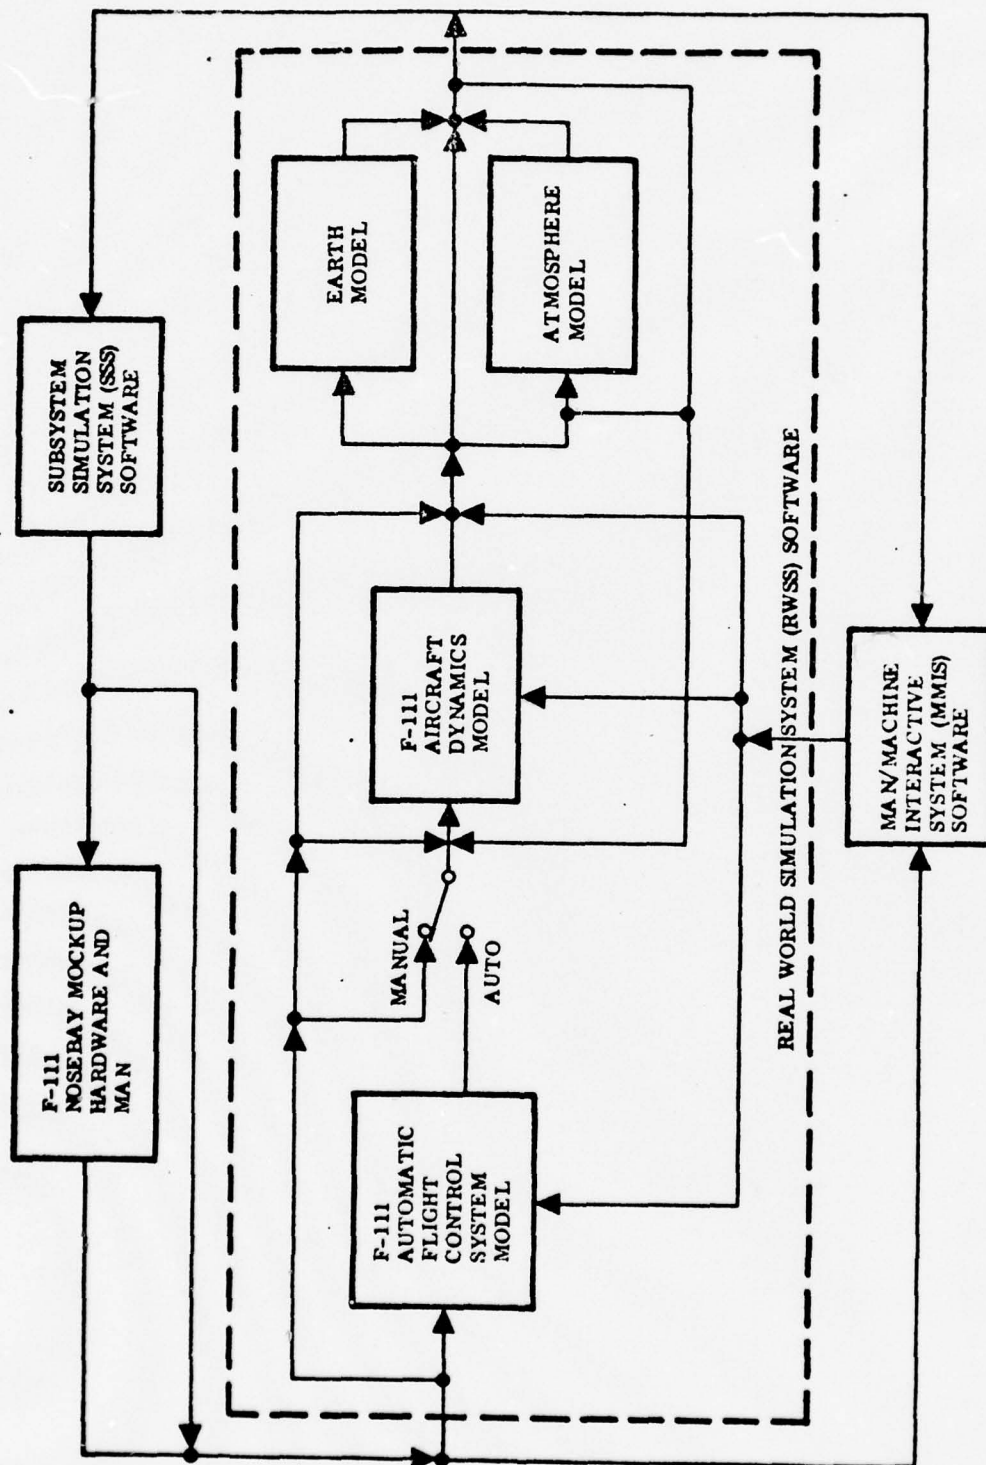 F-111
NOSEBAY MOCKUP
HARDWARE AND
MAN
SUBSYSTEM
SIMULATION
SYSTEM (SSS)
SOFTWARE
F-111
AUTOMATIC
FLIGHT
CONTROL
SYSTEM
MODEL
MANUAL
AUTO
F-111
AIRCRAFT
DYNAMICS
MODEL
EARTH
MODEL
ATMOSPHERE
MODEL
REAL WORLD SIMULATION SYSTEM (RWSS) SOFTWARE
MAN/MACHINE
INTERACTIVE
SYSTEM (MMIS)
SOFTWARE